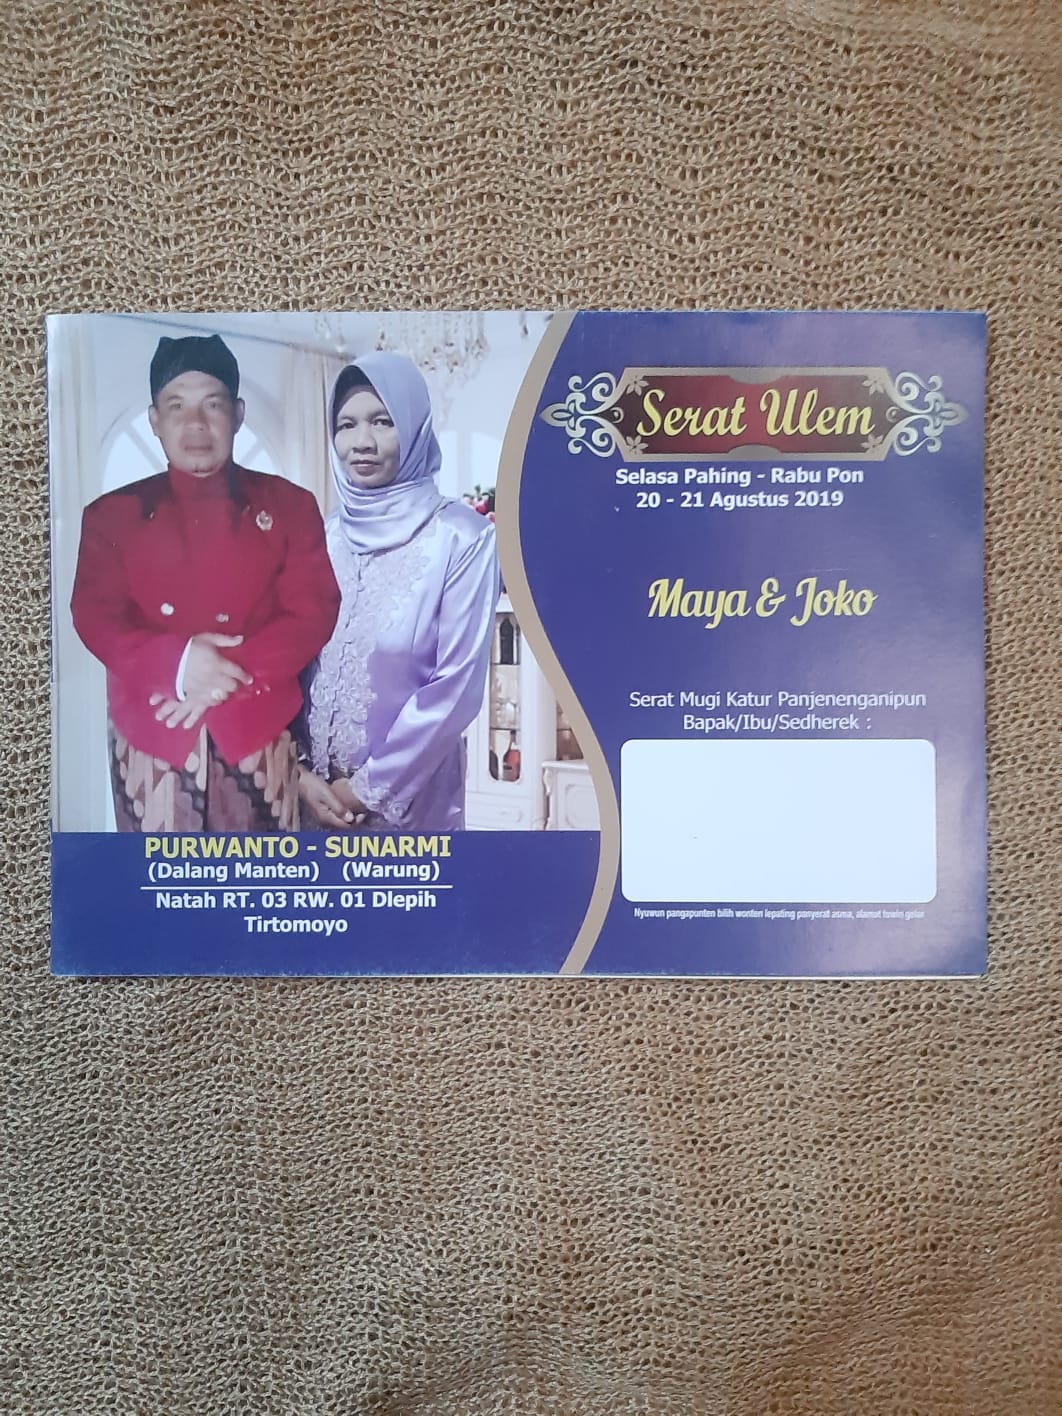 Serat Ulem
Selasa Pahing - Rabu Pon
20 - 21 Agustus 2019
Maya & Joko
Serat Mugi Katur Panjenenganipun
Bapak/Ibu/Sedherek :
Nyuwun pangapunten bilih wonten lepating panyerat asma, alamat tuwin gelar
PURWANTO - SUNARMI
(Dalang Manten) (Warung)
Natah RT. 03 RW. 01 Dlepih
Tirtomoyo